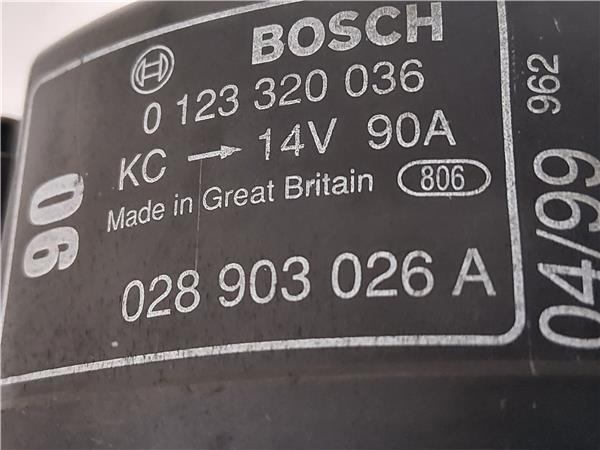 BOSCH
0 123 320 036
KC → 14V 90A
Made in Great Britain 806
028 903 026 A
90
04/99 962